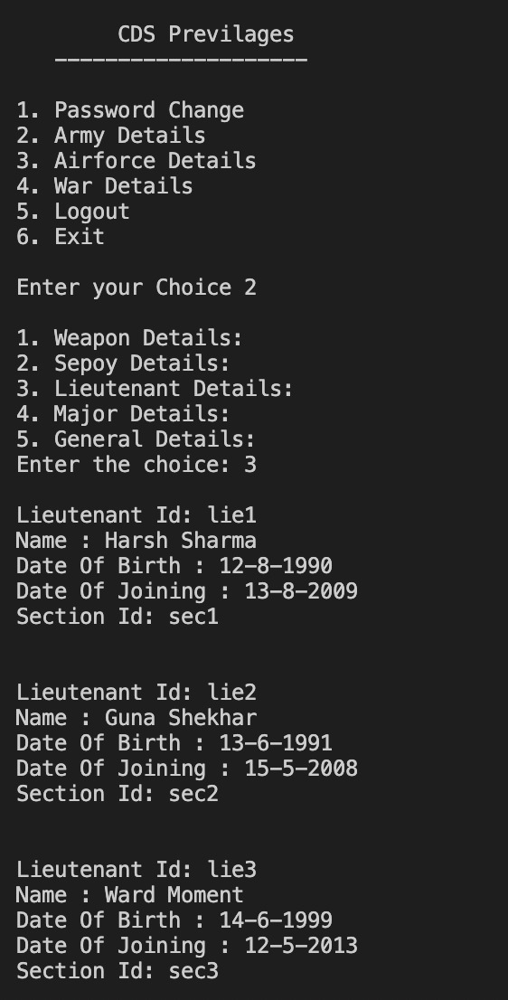 CDS Previlages
--------------------
1. Password Change
2. Army Details
3. Airforce Details
4. War Details
5. Logout
6. Exit
Enter your Choice 2
1. Weapon Details:
2. Sepoy Details:
3. Lieutenant Details:
4. Major Details:
5. General Details:
Enter the choice: 3
Lieutenant Id: lie1
Name : Harsh Sharma
Date Of Birth : 12-8-1990
Date Of Joining : 13-8-2009
Section Id: sec1
Lieutenant Id: lie2
Name : Guna Shekhar
Date Of Birth : 13-6-1991
Date Of Joining : 15-5-2008
Section Id: sec2
Lieutenant Id: lie3
Name : Ward Moment
Date Of Birth : 14-6-1999
Date Of Joining : 12-5-2013
Section Id: sec3